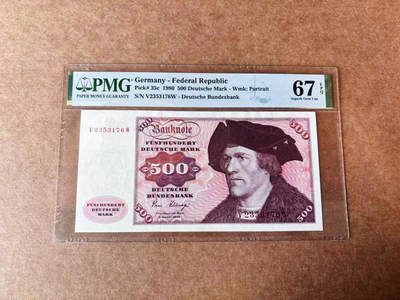 PMG
PAPER MONEY GUARANTY
Germany - Federal Republic
Pick# 35c 1980 500 Deutsche Mark - Wmk: Portrait
S/N V2353176W - Deutsche Bundesbank
67 EPQ
Superb Gem Unc
V2353176W
Banknote
FÜNFHUNDERT
DEUTSCHE MARK
500
DEUTSCHE
BUNDESBANK
FÜNFHUNDERT
DEUTSCHE MARK
500
500
500